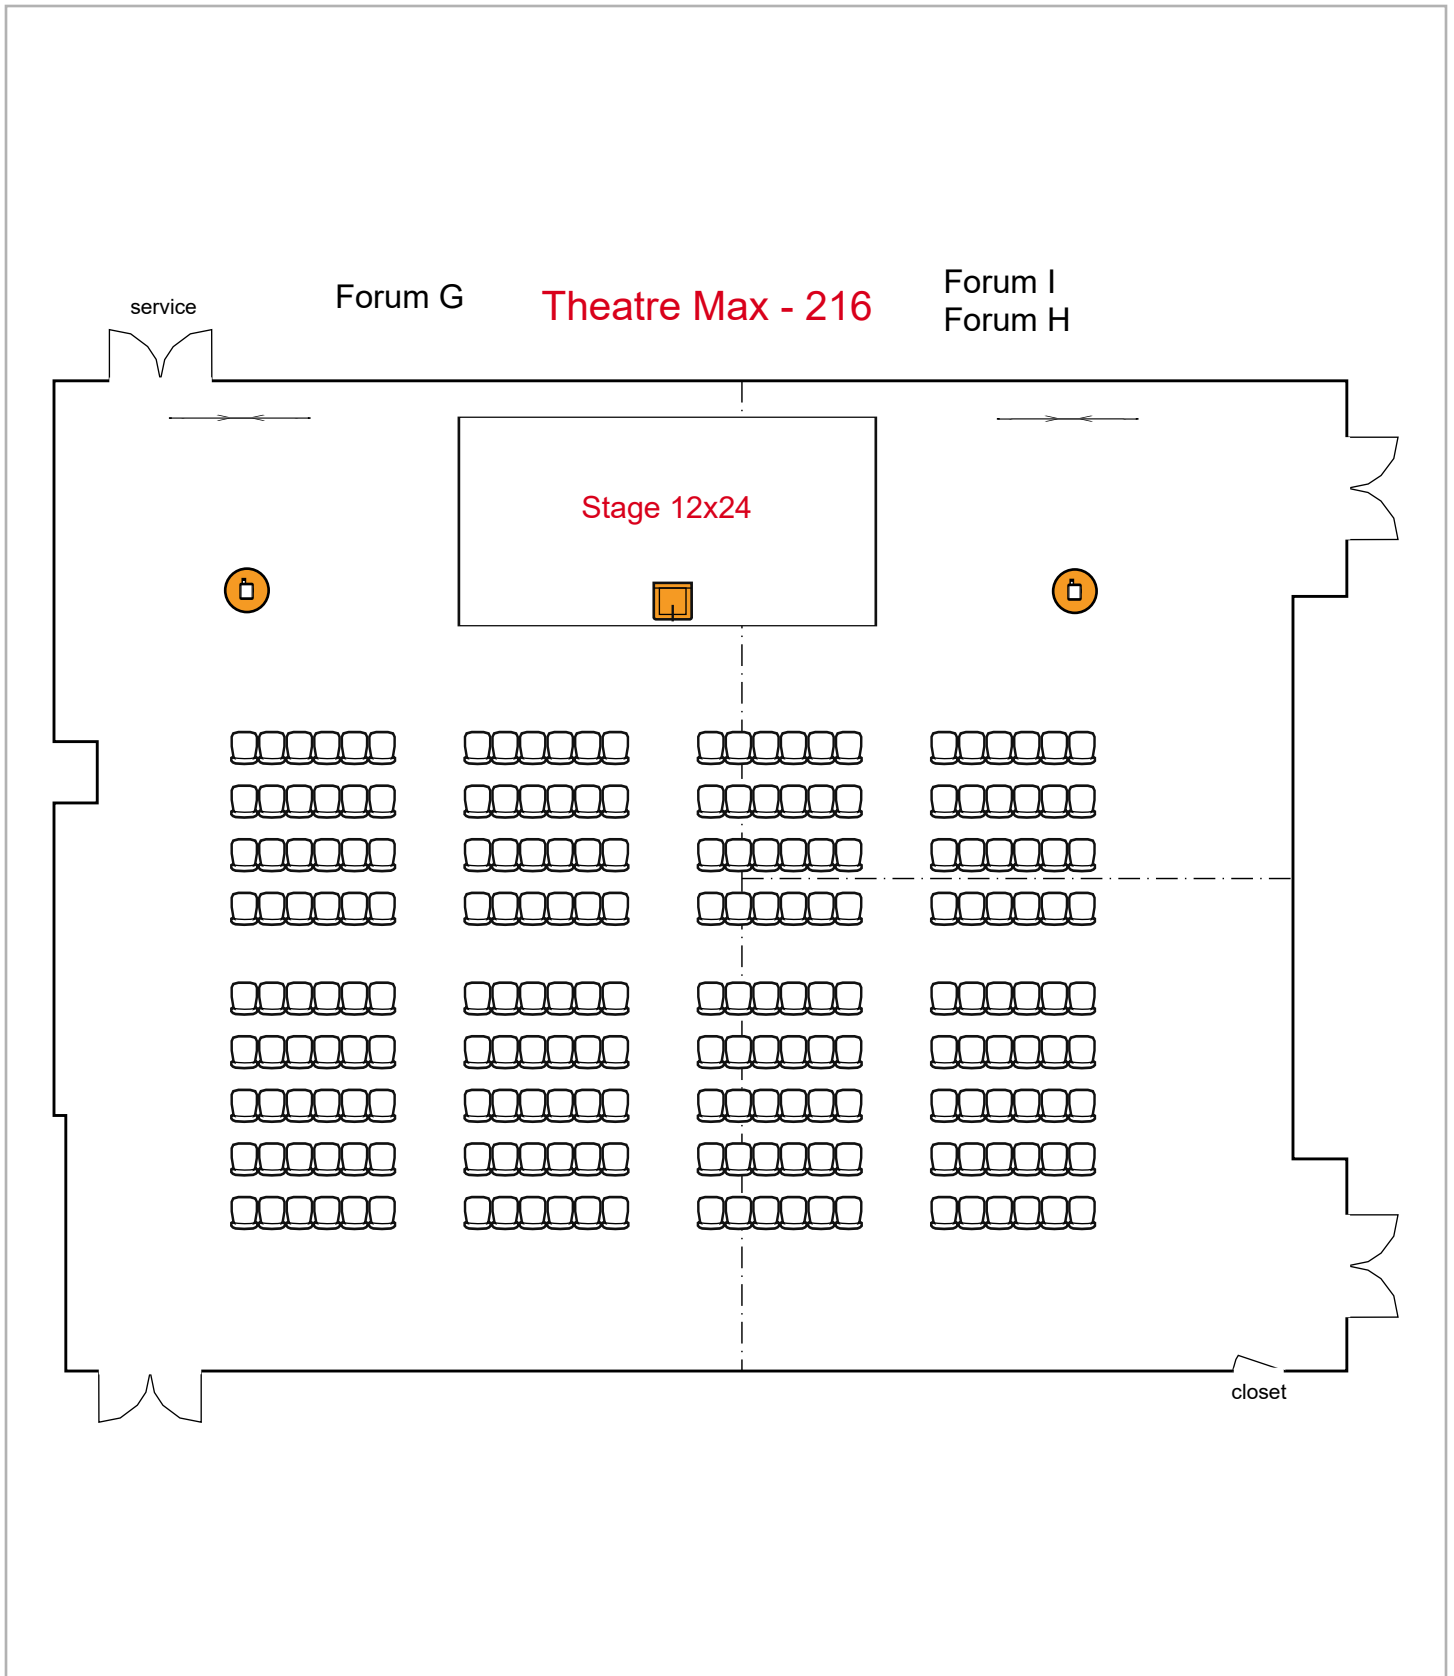 service
Forum G
Theatre Max - 216
Forum I
Forum H
Stage 12x24
closet